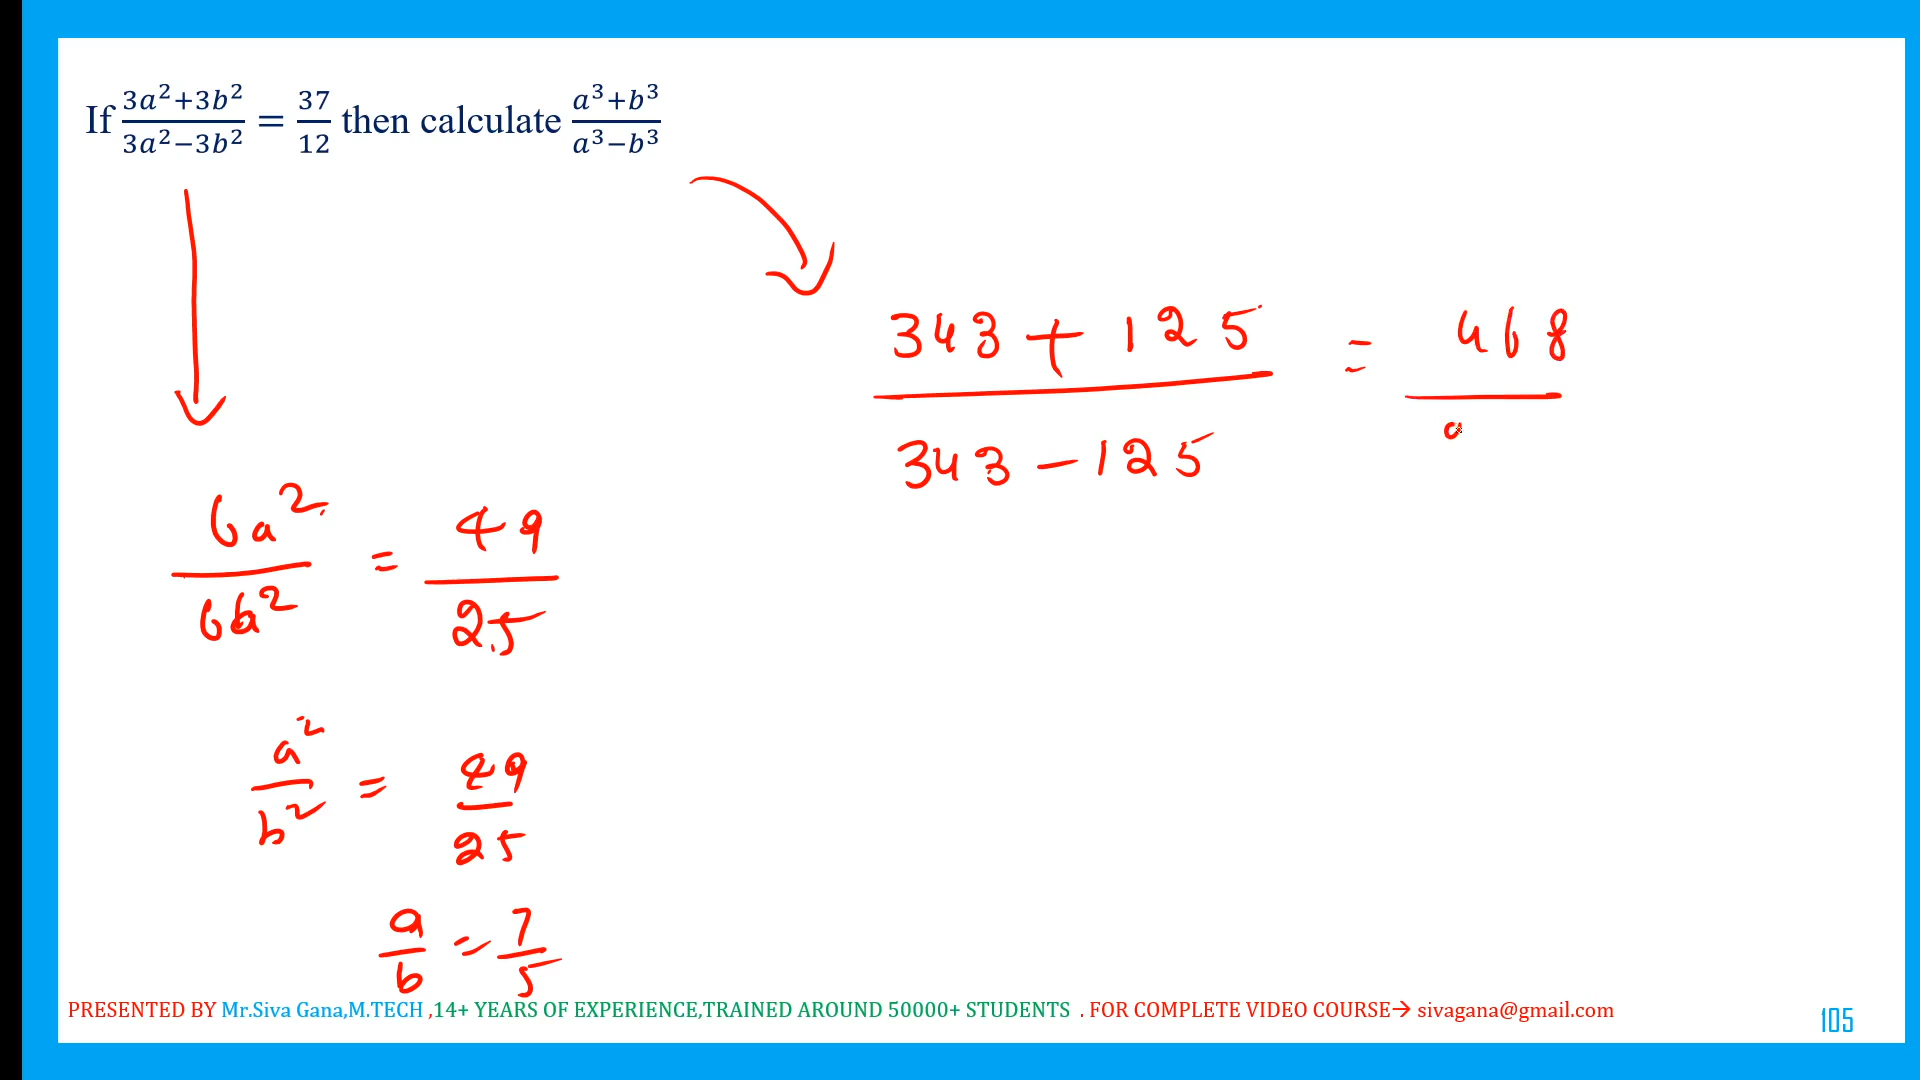 If (3a²+3b²)/(3a²−3b²) = 37/12 then calculate (a³+b³)/(a³−b³)
(343 + 125)/(343 − 125) = 468/
6a²/6b² = 49/25
a²/b² = 49/25
a/b = 7/5
PRESENTED BY Mr.Siva Gana,M.TECH ,14+ YEARS OF EXPERIENCE,TRAINED AROUND 50000+ STUDENTS . FOR COMPLETE VIDEO COURSE→ sivagana@gmail.com
105